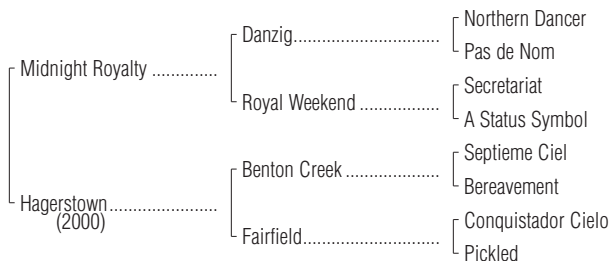 Northern Dancer
Danzig..............................
Pas de Nom
Midnight Royalty .............
Secretariat
Royal Weekend ................
A Status Symbol
Septieme Ciel
Benton Creek ...................
Bereavement
Hagerstown.....................
(2000)
Conquistador Cielo
Fairfield...........................
Pickled